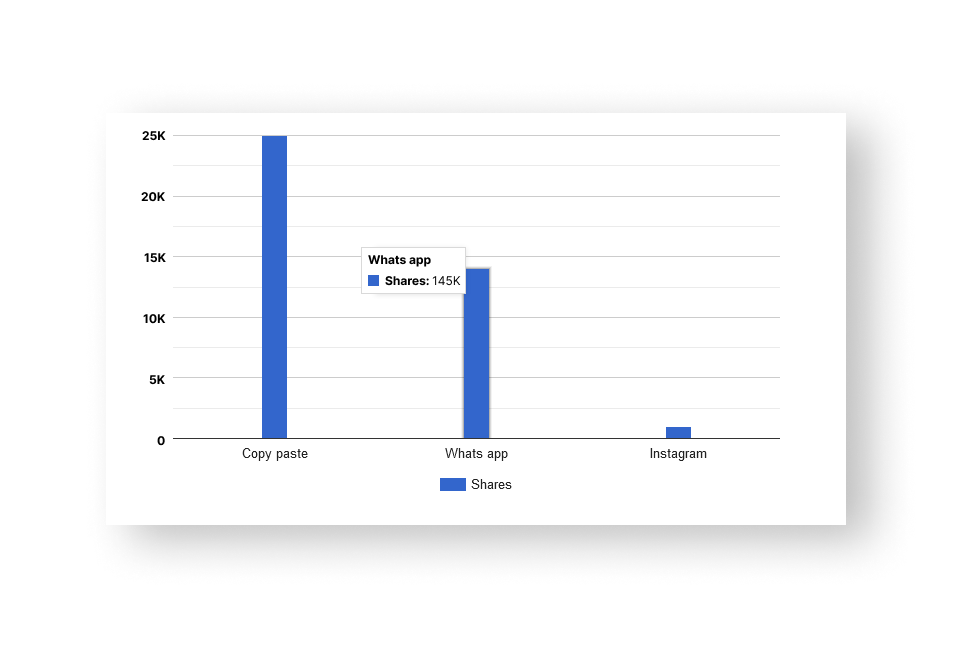 25K
20K
15K
10K
5K
0
Whats app
Shares: 145K
Copy paste
Whats app
Instagram
Shares